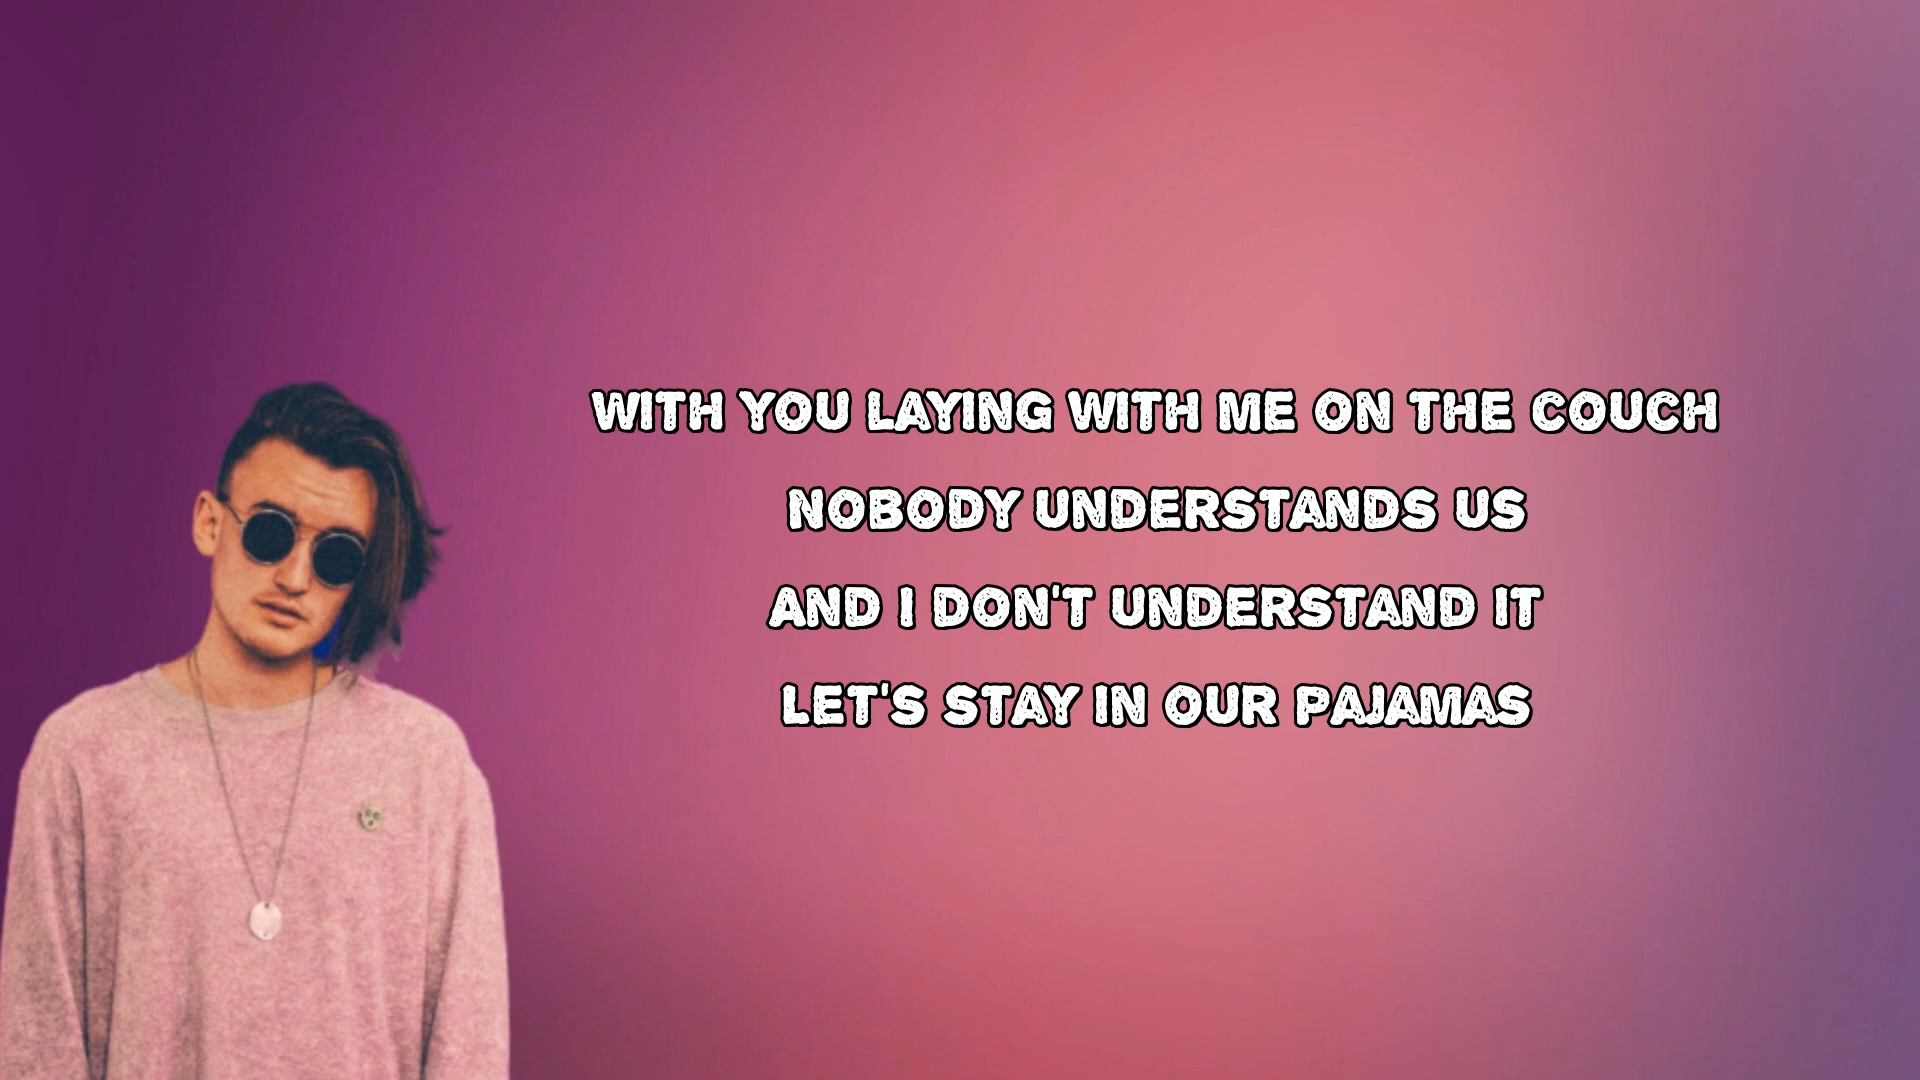 WITH YOU LAYING WITH ME ON THE COUCH
NOBODY UNDERSTANDS US
AND I DON'T UNDERSTAND IT
LET'S STAY IN OUR PAJAMAS